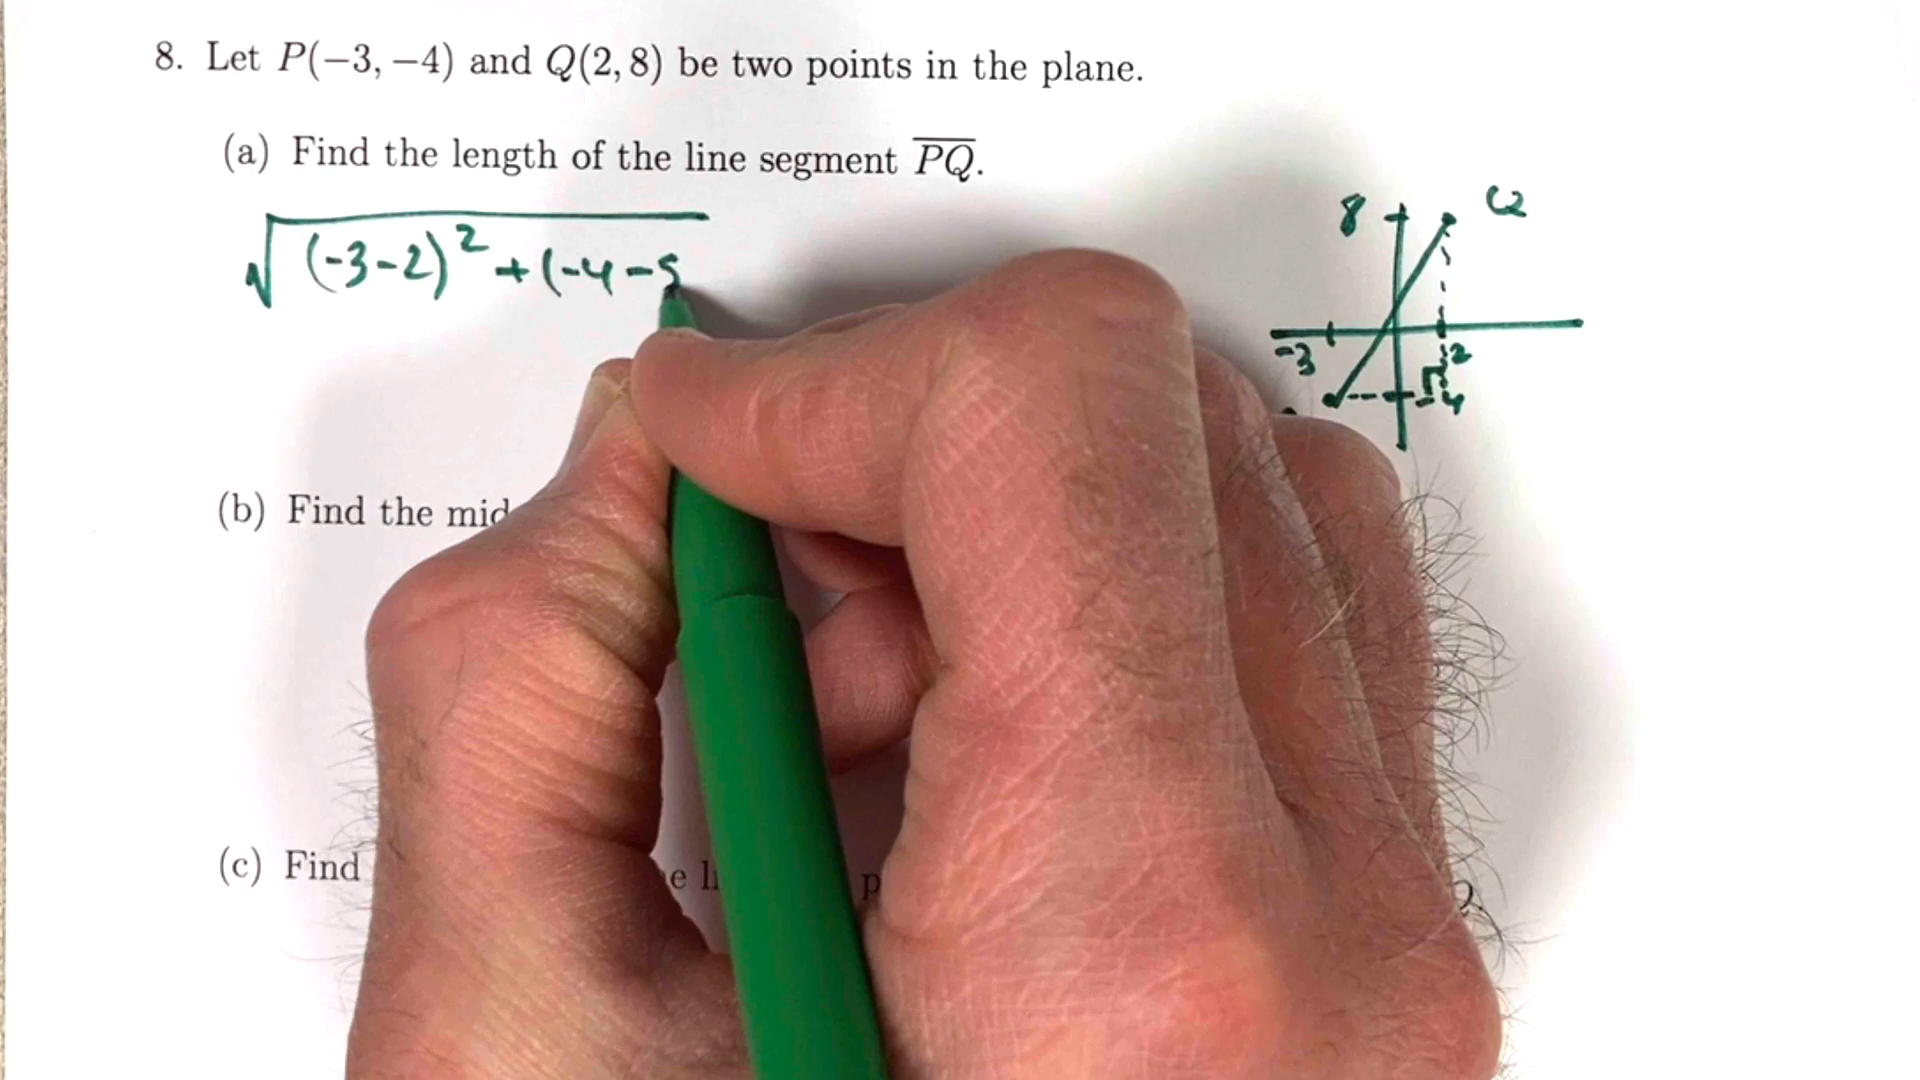 8. Let P(−3, −4) and Q(2, 8) be two points in the plane.
(a) Find the length of the line segment PQ.
√(-3-2)² + (-4-
8
Q
-3
2
-4
(b) Find the mid
(c) Find